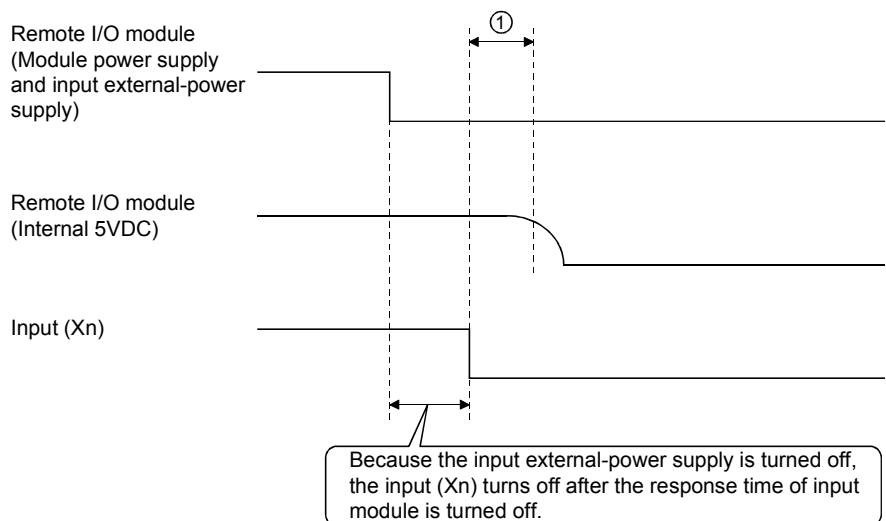 ①
Remote I/O module
(Module power supply
and input external-power
supply)
Remote I/O module
(Internal 5VDC)
Input (Xn)
Because the input external-power supply is turned off,
the input (Xn) turns off after the response time of input
module is turned off.